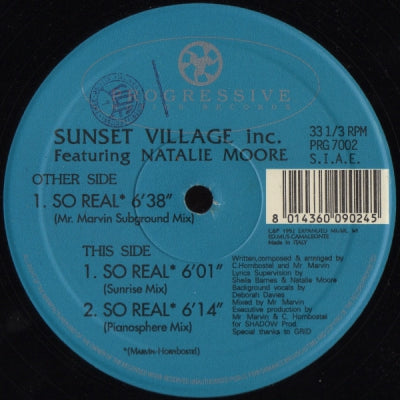 PROGRESSIVE
RECORDS
SUNSET VILLAGE inc.
Featuring NATALIE MOORE
33 1/3 RPM
PRG 7002
S.I.A.E.
OTHER SIDE
1. SO REAL* 6'38"
(Mr. Marvin Subground Mix)
8 014360 090245
THIS SIDE
1. SO REAL* 6'01"
(Sunrise Mix)
2. SO REAL* 6'14"
(Pianosphere Mix)
*(Marvin-Hornbostel)
EXPANDED MUSIC
Made in ITALY
Written,composed & arranged by
C.Hornbostel and Mr Marvin
Lyrics Supervision by
Sheila Barnes & Natalie Moore
Background vocals by
Deborah Davies
Mixed by Mr Marvin
Executive production by
Mr Marvin & C. Hornbostel
for SHADOW Prod.
Special thanks to GRID